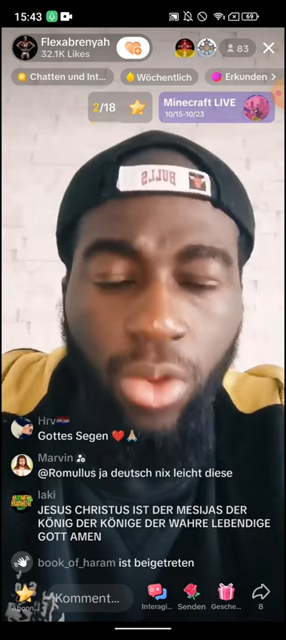 15:43
69
Flexabrenyah
32.1K Likes
83
Chatten und Int...
Wöchentlich
Erkunden
2/18
Minecraft LIVE
10/15-10/23
BULLS
Hrv
Gottes Segen ❤️🙏
Marvin
@Romullus ja deutsch nix leicht diese
laki
JESUS CHRISTUS IST DER MESIJAS DER
KÖNIG DER KÖNIGE DER WAHRE LEBENDIGE
GOTT AMEN
book_of_haram ist beigetreten
Abonn...
Komment...
Interagi...
Senden
Gesche...
8